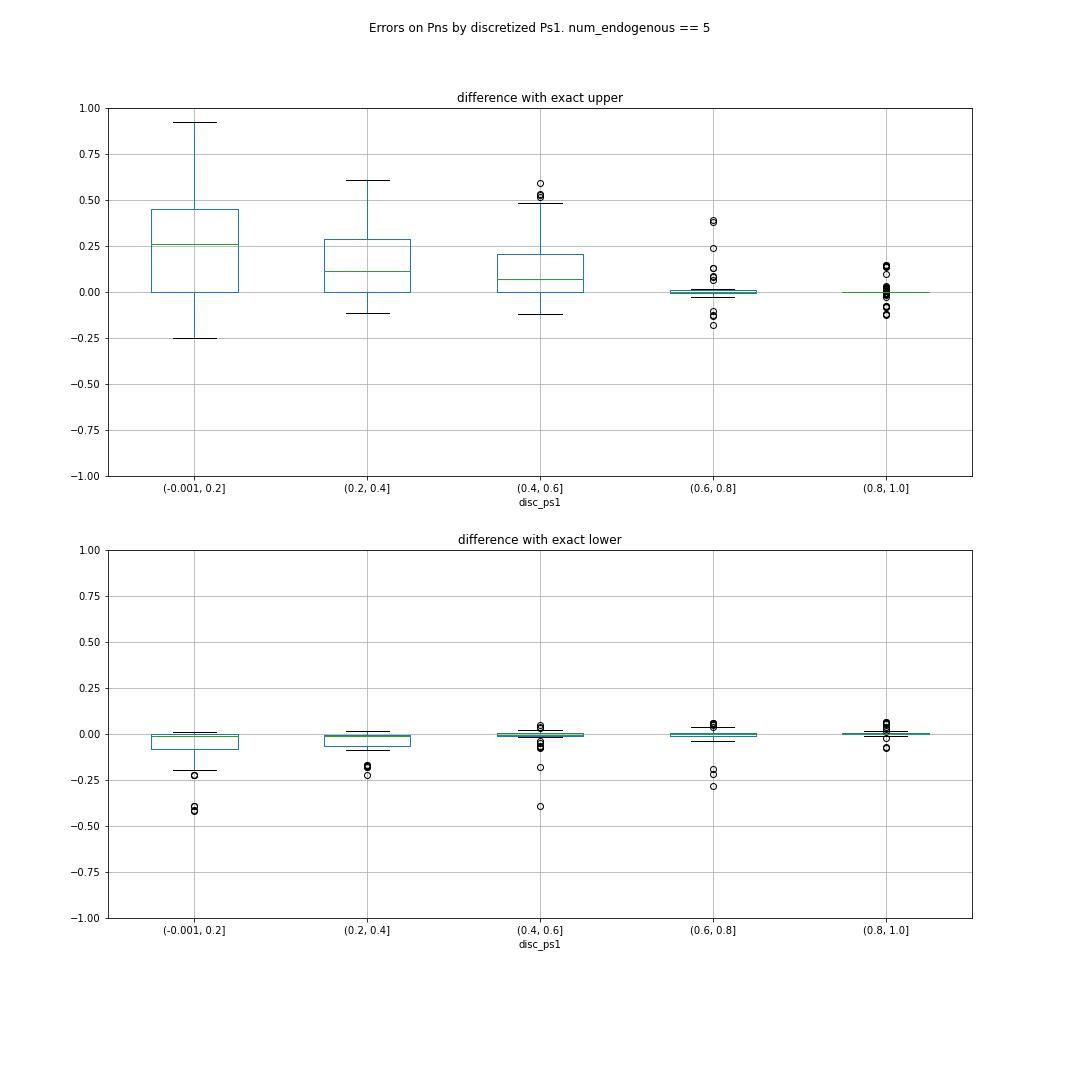 Errors on Pns by discretized Ps1. num_endogenous == 5
difference with exact upper
1.00
0.75
0.50
0.25
0.00
−0.25
−0.50
−0.75
−1.00
(-0.001, 0.2] (0.2, 0.4] (0.4, 0.6] (0.6, 0.8] (0.8, 1.0]
disc_ps1
difference with exact lower
1.00
0.75
0.50
0.25
0.00
−0.25
−0.50
−0.75
−1.00
(-0.001, 0.2] (0.2, 0.4] (0.4, 0.6] (0.6, 0.8] (0.8, 1.0]
disc_ps1